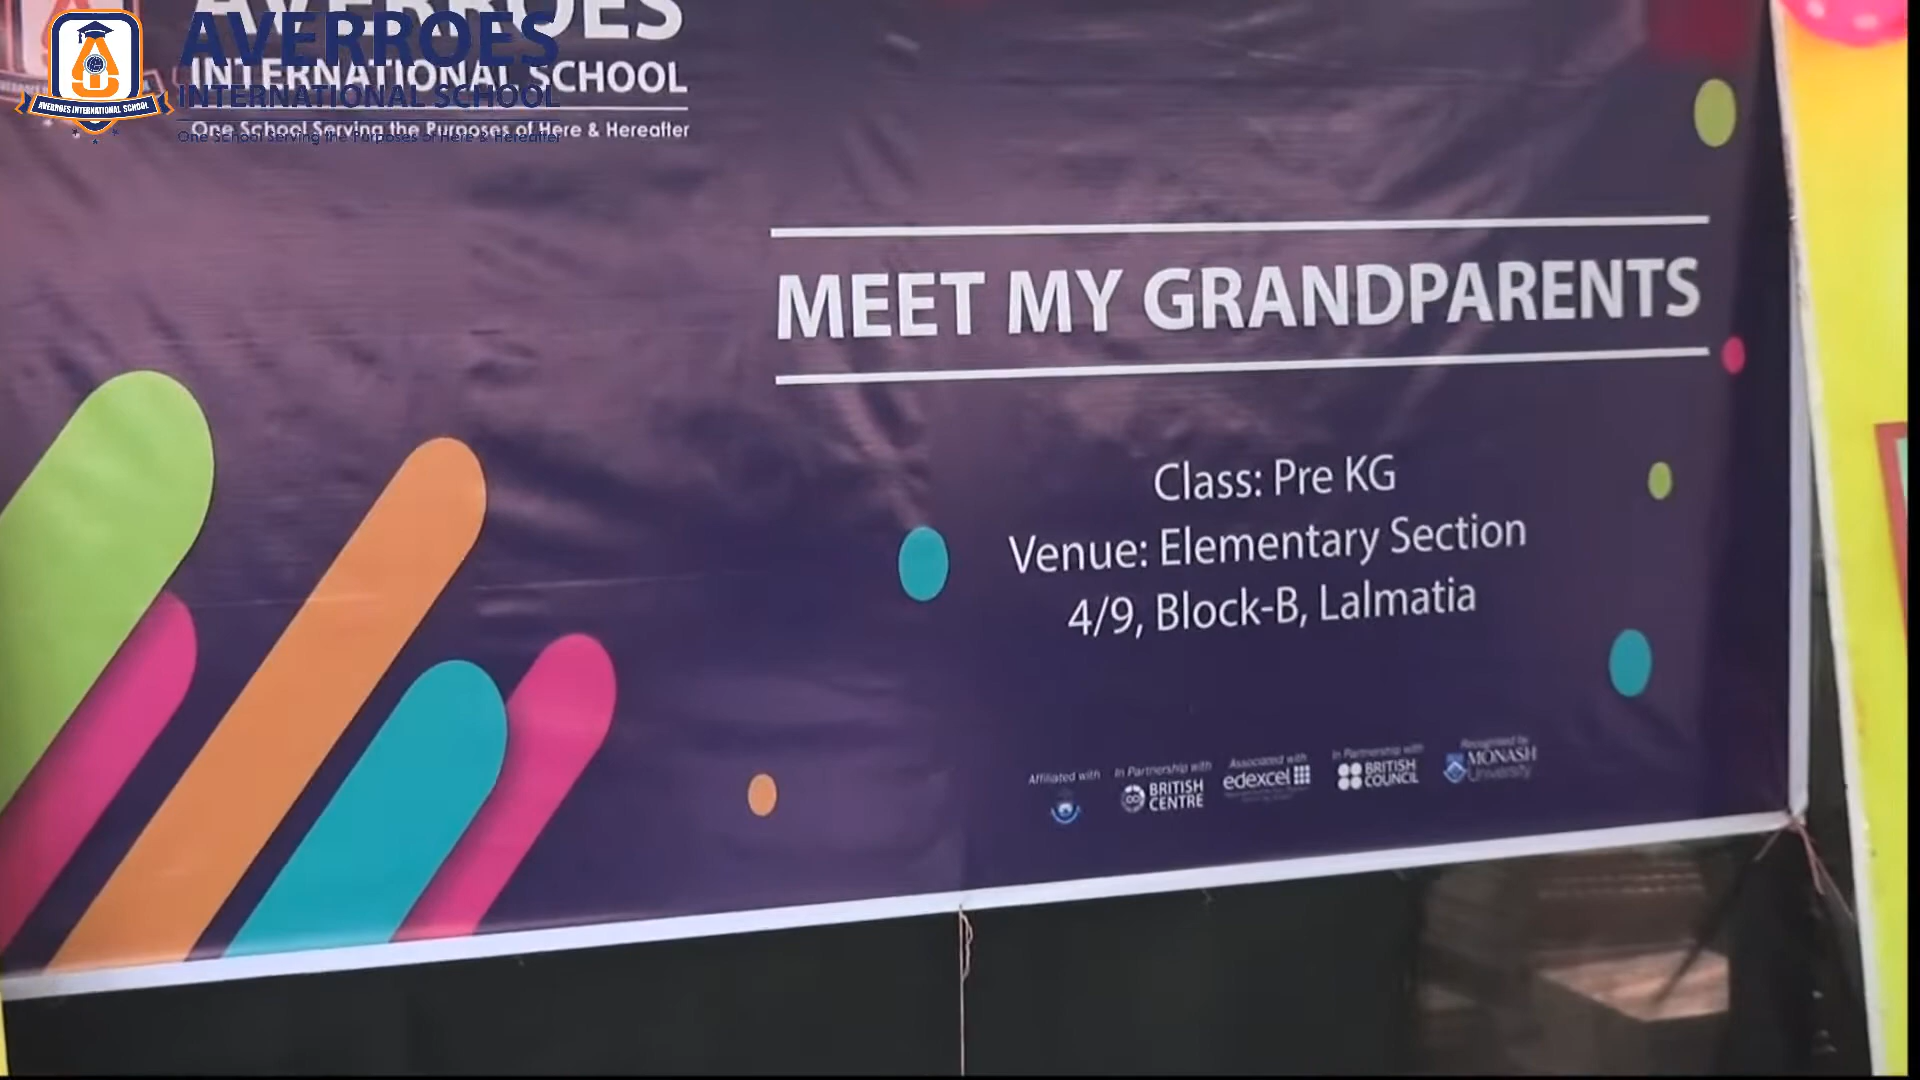 AVERROES
INTERNATIONAL SCHOOL
One School Serving the Purposes of Here & Hereafter
AVERROES INTERNATIONAL SCHOOL
AVERROES
INTERNATIONAL SCHOOL
One School Serving the Purposes of Here & Hereafter
MEET MY GRANDPARENTS
Class: Pre KG
Venue: Elementary Section
4/9, Block-B, Lalmatia
Affiliated with
In Partnership with
BRITISH
CENTRE
Associated with
edexcel
In Partnership with
BRITISH
COUNCIL
Recognised by
MONASH
University